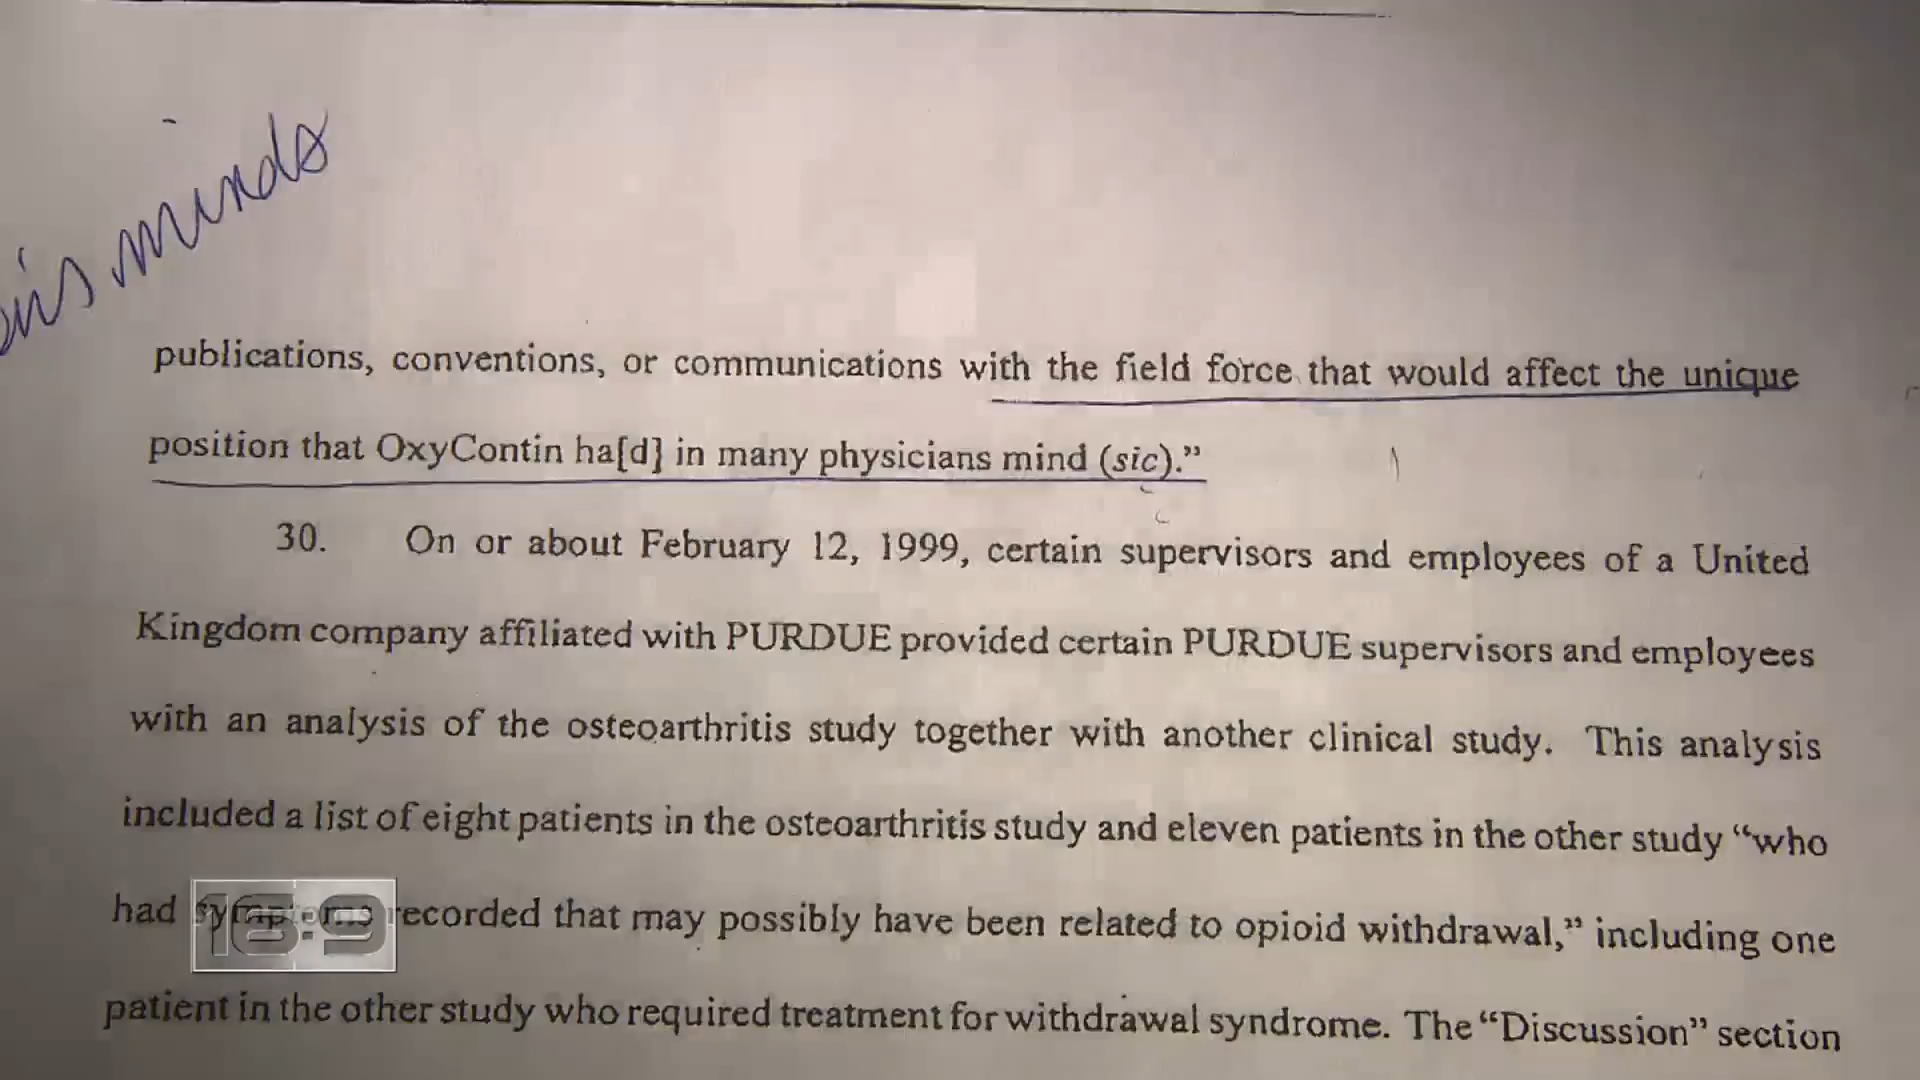 minds
publications, conventions, or communications with the field force that would affect the unique
position that OxyContin ha[d] in many physicians mind (sic)."
30. On or about February 12, 1999, certain supervisors and employees of a United
Kingdom company affiliated with PURDUE provided certain PURDUE supervisors and employees
with an analysis of the osteoarthritis study together with another clinical study. This analysis
included a list of eight patients in the osteoarthritis study and eleven patients in the other study “who
had symptoms recorded that may possibly have been related to opioid withdrawal,” including one
patient in the other study who required treatment for withdrawal syndrome. The “Discussion” section
16:9